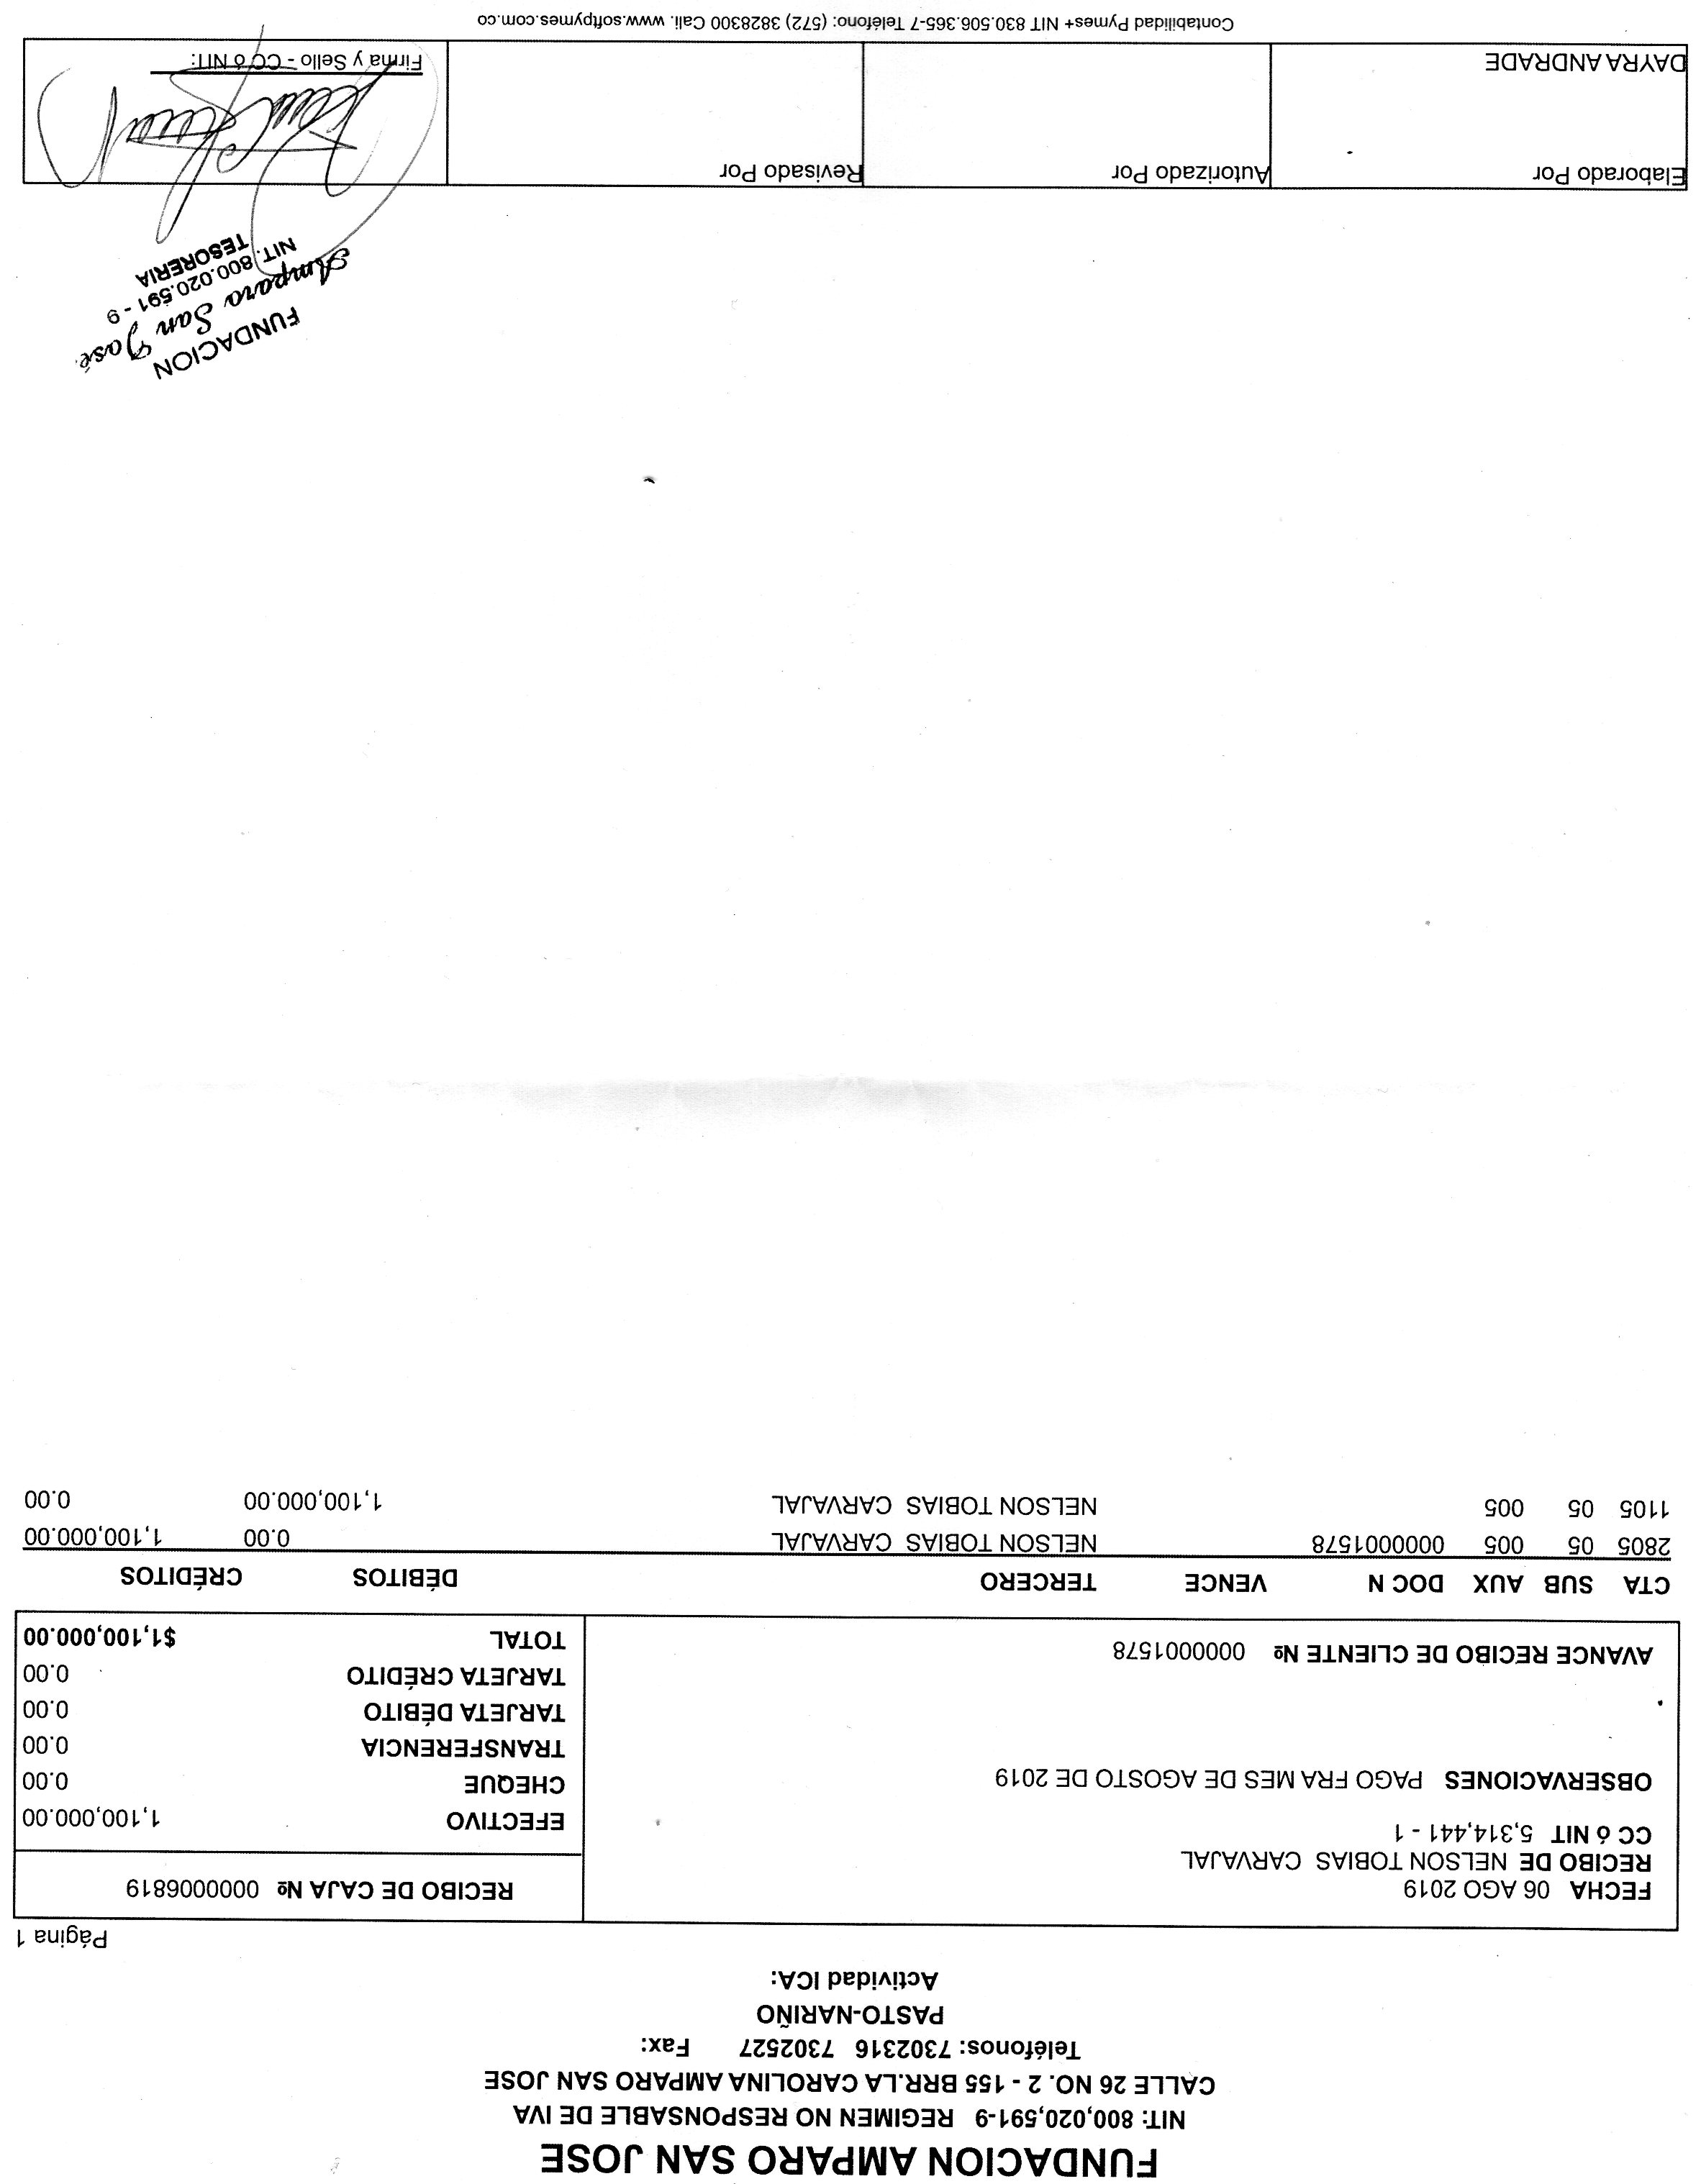 FUNDACION AMPARO SAN JOSE
NIT: 800,020,591-9 REGIMEN NO RESPONSABLE DE IVA
CALLE 26 NO. 2 - 155 BRR.LA CAROLINA AMPARO SAN JOSE
Teléfonos: 7302316 7302527 Fax:
PASTO-NARIÑO
Actividad ICA:
Página 1
FECHA 06 AGO 2019
RECIBO DE NELSON TOBIAS CARVAJAL
CC ó NIT 5,314,441 - 1
OBSERVACIONES PAGO FRA MES DE AGOSTO DE 2019
AVANCE RECIBO DE CLIENTE Nº 0000001578
RECIBO DE CAJA Nº 0000006819
EFECTIVO 1,100,000.00
CHEQUE 0.00
TRANSFERENCIA 0.00
TARJETA DÉBITO 0.00
TARJETA CRÉDITO 0.00
TOTAL $1,100,000.00
CTA SUB AUX DOC N VENCE TERCERO DÉBITOS CRÉDITOS
2805 05 005 0000001578 NELSON TOBIAS CARVAJAL 0.00 1,100,000.00
1105 05 005 NELSON TOBIAS CARVAJAL 1,100,000.00 0.00
FUNDACION
Amparo San José
NIT. 800.020.591 - 9
TESORERIA
Elaborado Por Autorizado Por Revisado Por
DAYRA ANDRADE Firma y Sello - CC ó NIT:
Contabilidad Pymes+ NIT 830.506.365-7 Teléfono: (572) 3828300 Cali. www.softpymes.com.co